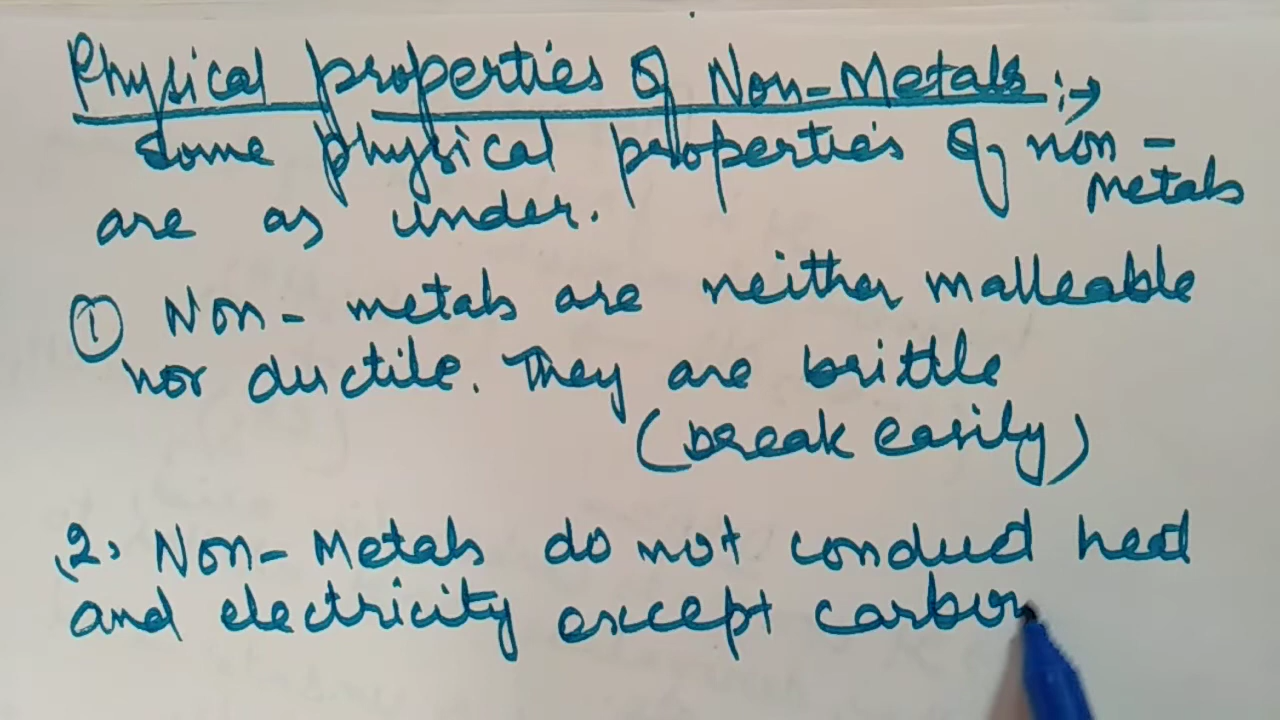 Physical properties of Non-Metals :→
Some physical properties of non-
metals
are as under.
① Non-metals are neither malleable
nor ductile. They are brittle
(break easily)
2. Non-Metals do not conduct heat
and electricity except carbon